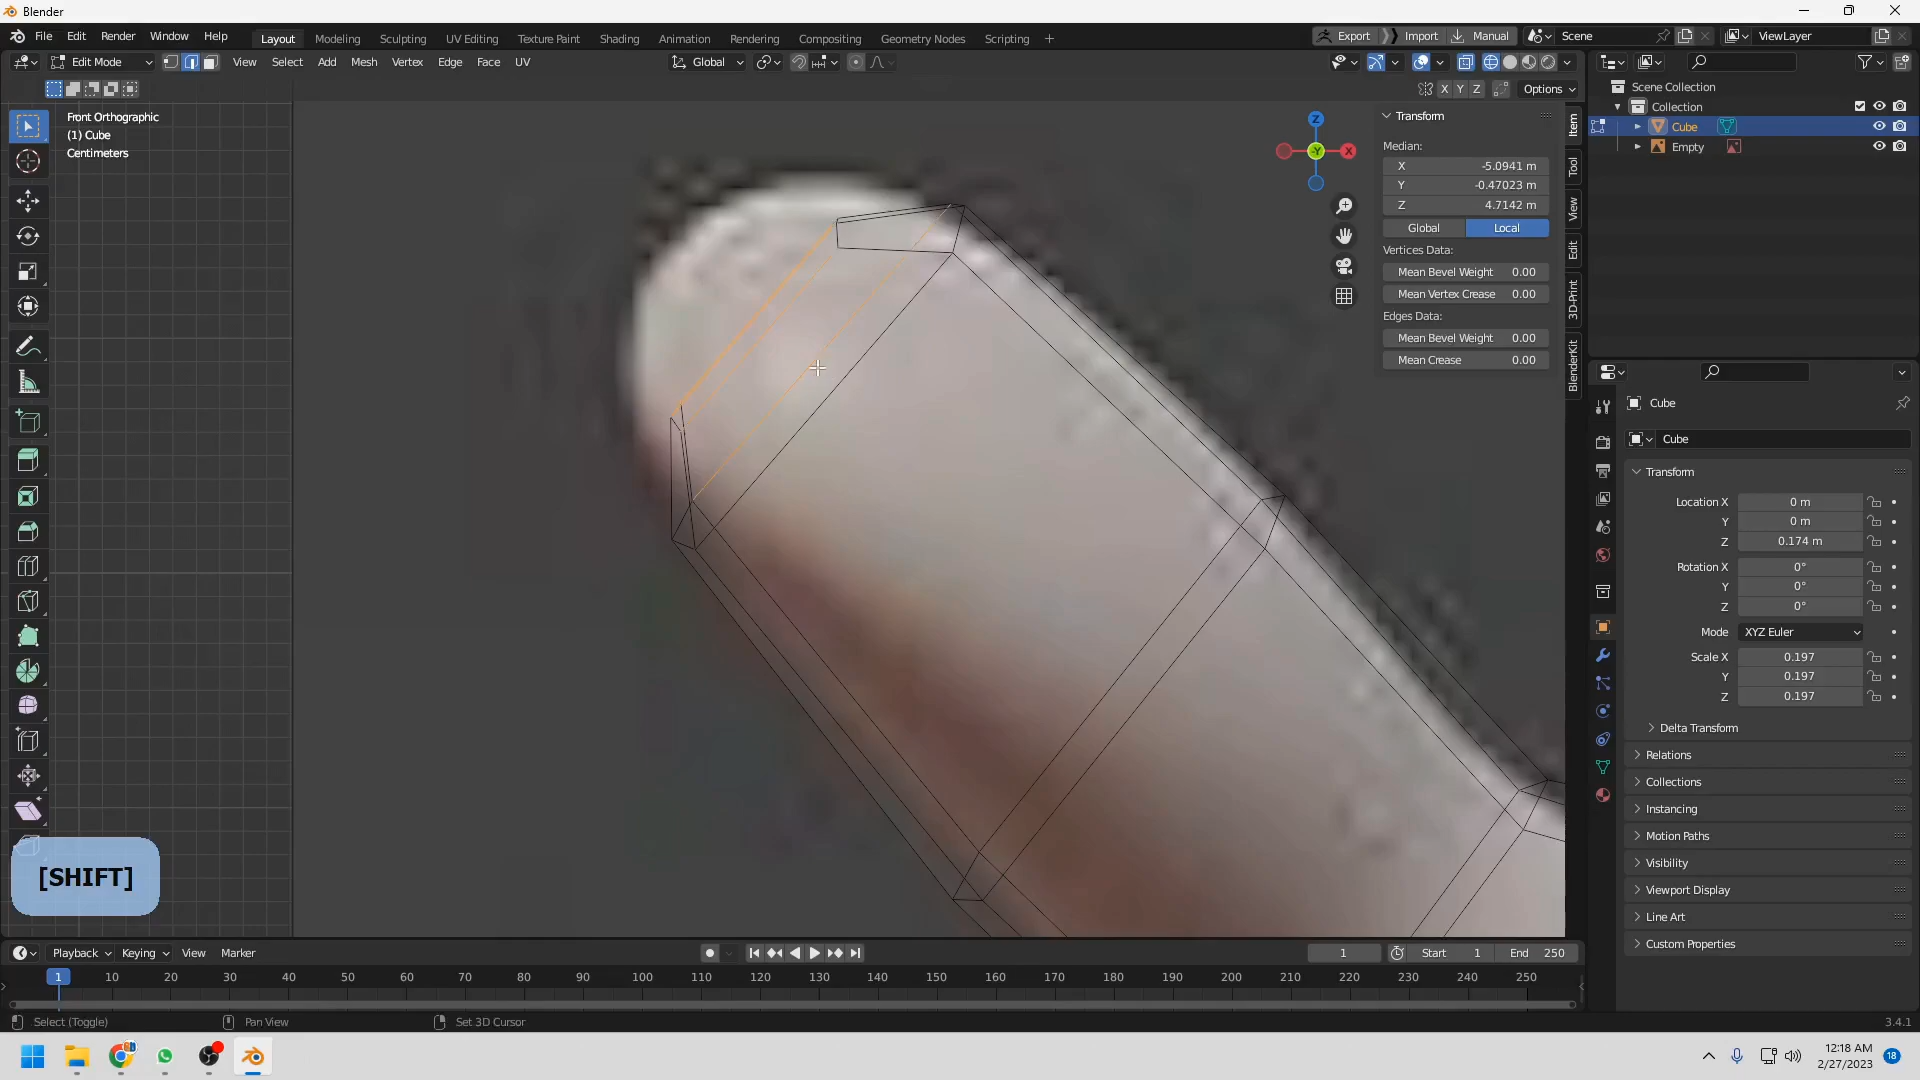 Blender
File Edit Render Window Help Layout Modeling Sculpting UV Editing Texture Paint Shading Animation Rendering Compositing Geometry Nodes Scripting + Export Import Manual Scene ViewLayer
Edit Mode View Select Add Mesh Vertex Edge Face UV Global
X Y Z Options
Front Orthographic
(1) Cube
Centimeters
Z
-Y
X
Transform
Median:
X -5.0941 m
Y -0.47023 m
Z 4.7142 m
Global Local
Vertices Data:
Mean Bevel Weight 0.00
Mean Vertex Crease 0.00
Edges Data:
Mean Bevel Weight 0.00
Mean Crease 0.00
Item
Tool
View
Edit
3D-Print
BlenderKit
Scene Collection
Collection
Cube
Empty
Cube
Cube
Transform
Location X 0 m
Y 0 m
Z 0.174 m
Rotation X 0°
Y 0°
Z 0°
Mode XYZ Euler
Scale X 0.197
Y 0.197
Z 0.197
Delta Transform
Relations
Collections
Instancing
Motion Paths
Visibility
Viewport Display
Line Art
Custom Properties
[SHIFT]
Playback Keying View Marker 1 Start 1 End 250
1 10 20 30 40 50 60 70 80 90 100 110 120 130 140 150 160 170 180 190 200 210 220 230 240 250
Select (Toggle) Pan View Set 3D Cursor 3.4.1
12:18 AM
2/27/2023
18